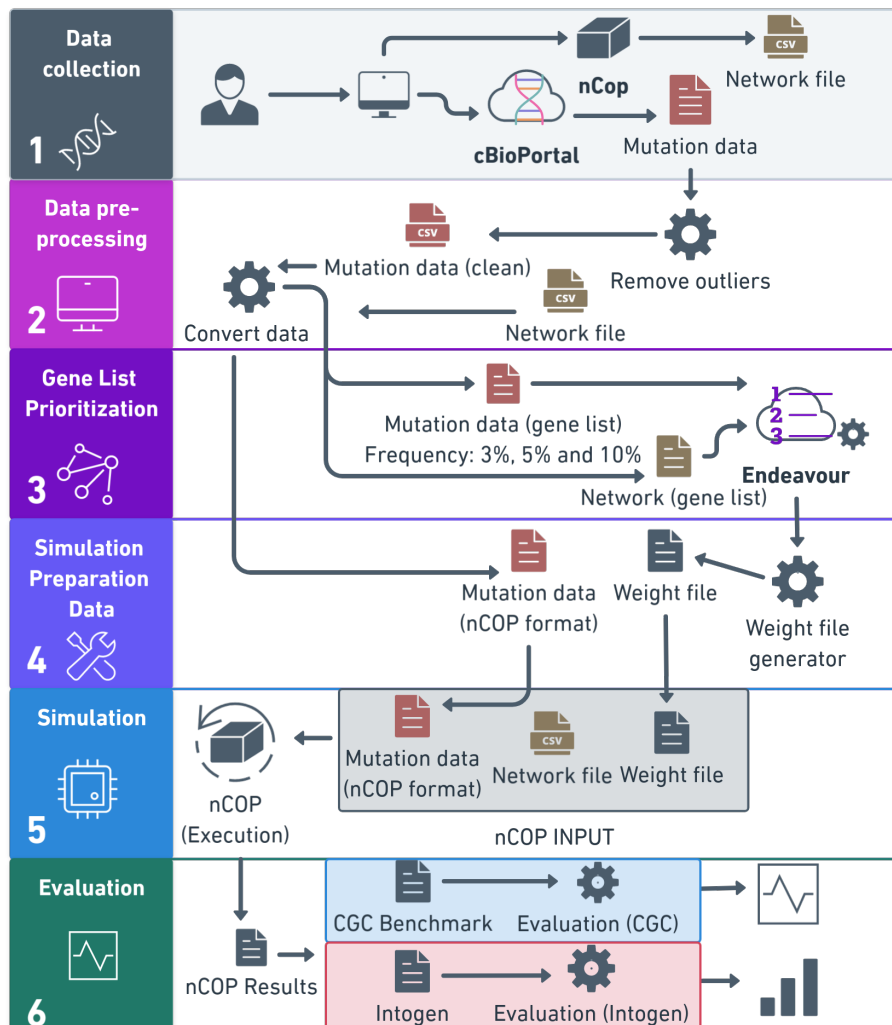 Data
collection
1
nCop
CSV
Network file
cBioPortal
Mutation data
Data pre-
processing
2
CSV
Mutation data (clean)
Remove outliers
CSV
Convert data
Network file
Gene List
Prioritization
3
Mutation data (gene list)
Frequency: 3%, 5% and 10%
Network (gene list)
1
2
3
Endeavour
Simulation
Preparation
Data
4
Mutation data
(nCOP format)
Weight file
Weight file
generator
Simulation
5
nCOP
(Execution)
Mutation data
(nCOP format)
CSV
Network file
Weight file
nCOP INPUT
Evaluation
6
nCOP Results
CGC Benchmark
Evaluation (CGC)
Intogen
Evaluation (Intogen)